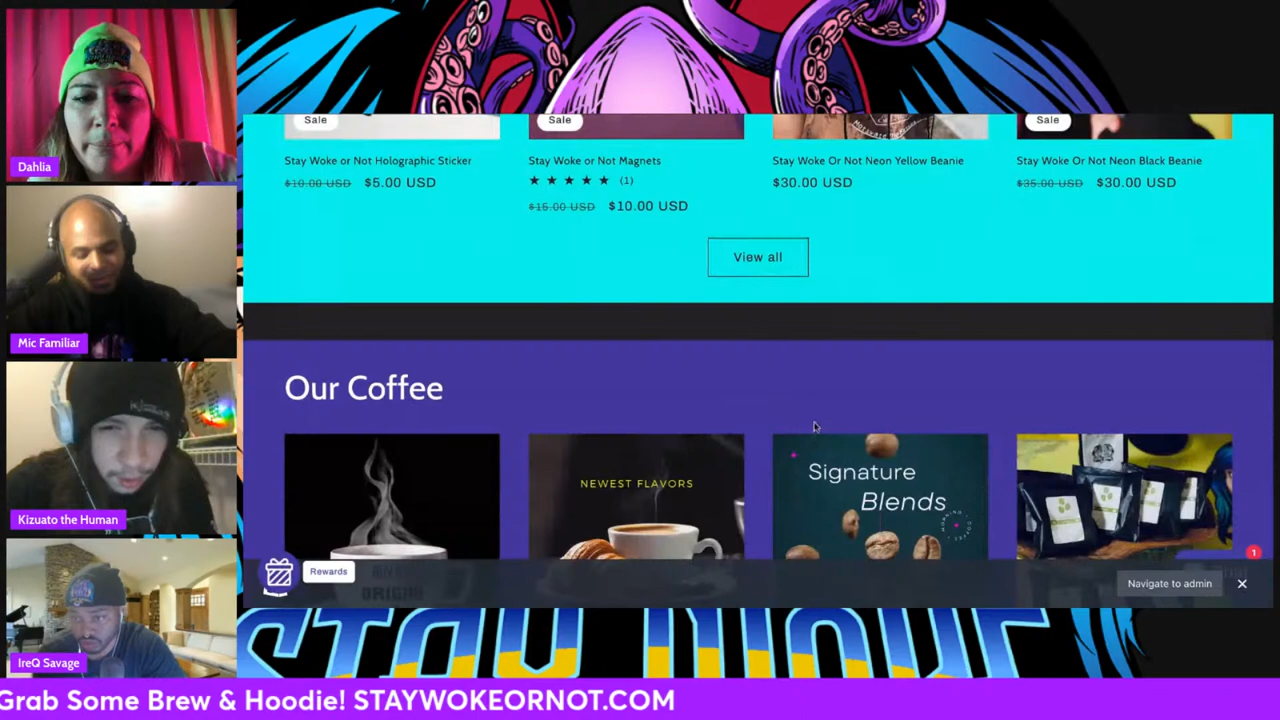 Dahlia
Mic Familiar
Kizuato the Human
IreQ Savage
Sale
Sale
Sale
Stay Woke or Not Holographic Sticker
$10.00 USD $5.00 USD
Stay Woke or Not Magnets
★★★★★ (1)
$15.00 USD $10.00 USD
Stay Woke Or Not Neon Yellow Beanie
$30.00 USD
Stay Woke Or Not Neon Black Beanie
$35.00 USD $30.00 USD
View all
Our Coffee
NEWEST FLAVORS
Signature
Blends
Rewards
1
Navigate to admin
STAY WOKE
Grab Some Brew & Hoodie! STAYWOKEORNOT.COM